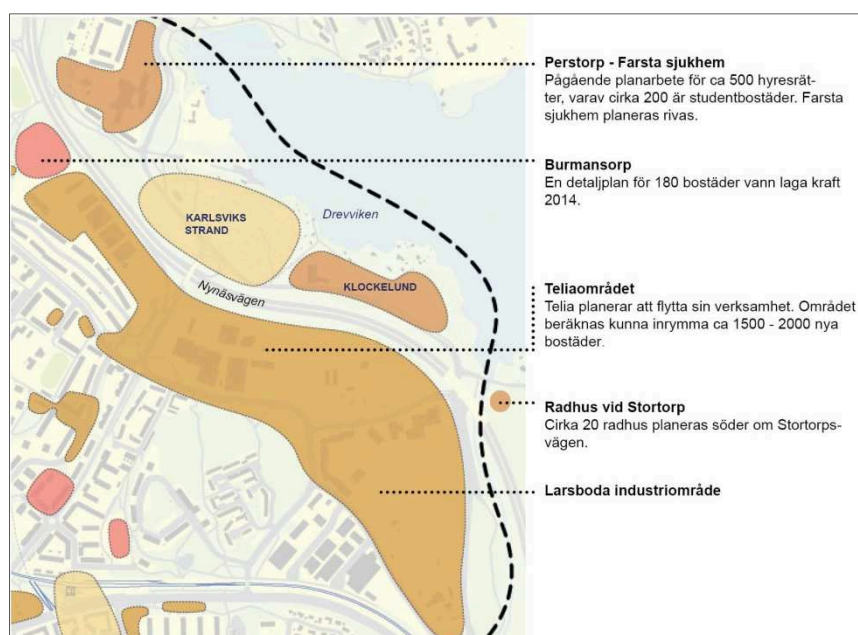 Perstorp - Farsta sjukhem
Pågående planarbete för ca 500 hyresrät-
ter, varav cirka 200 är studentbostäder. Farsta
sjukhem planeras rivas.
Burmansorp
En detaljplan för 180 bostäder vann laga kraft
2014.
KARLSVIKS
STRAND
Drevviken
KLOCKELUND
Nynäsvägen
Teliaområdet
Telia planerar att flytta sin verksamhet. Området
beräknas kunna inrymma ca 1500 - 2000 nya
bostäder.
Radhus vid Stortorp
Cirka 20 radhus planeras söder om Stortorps-
vägen.
Larsboda industriområde